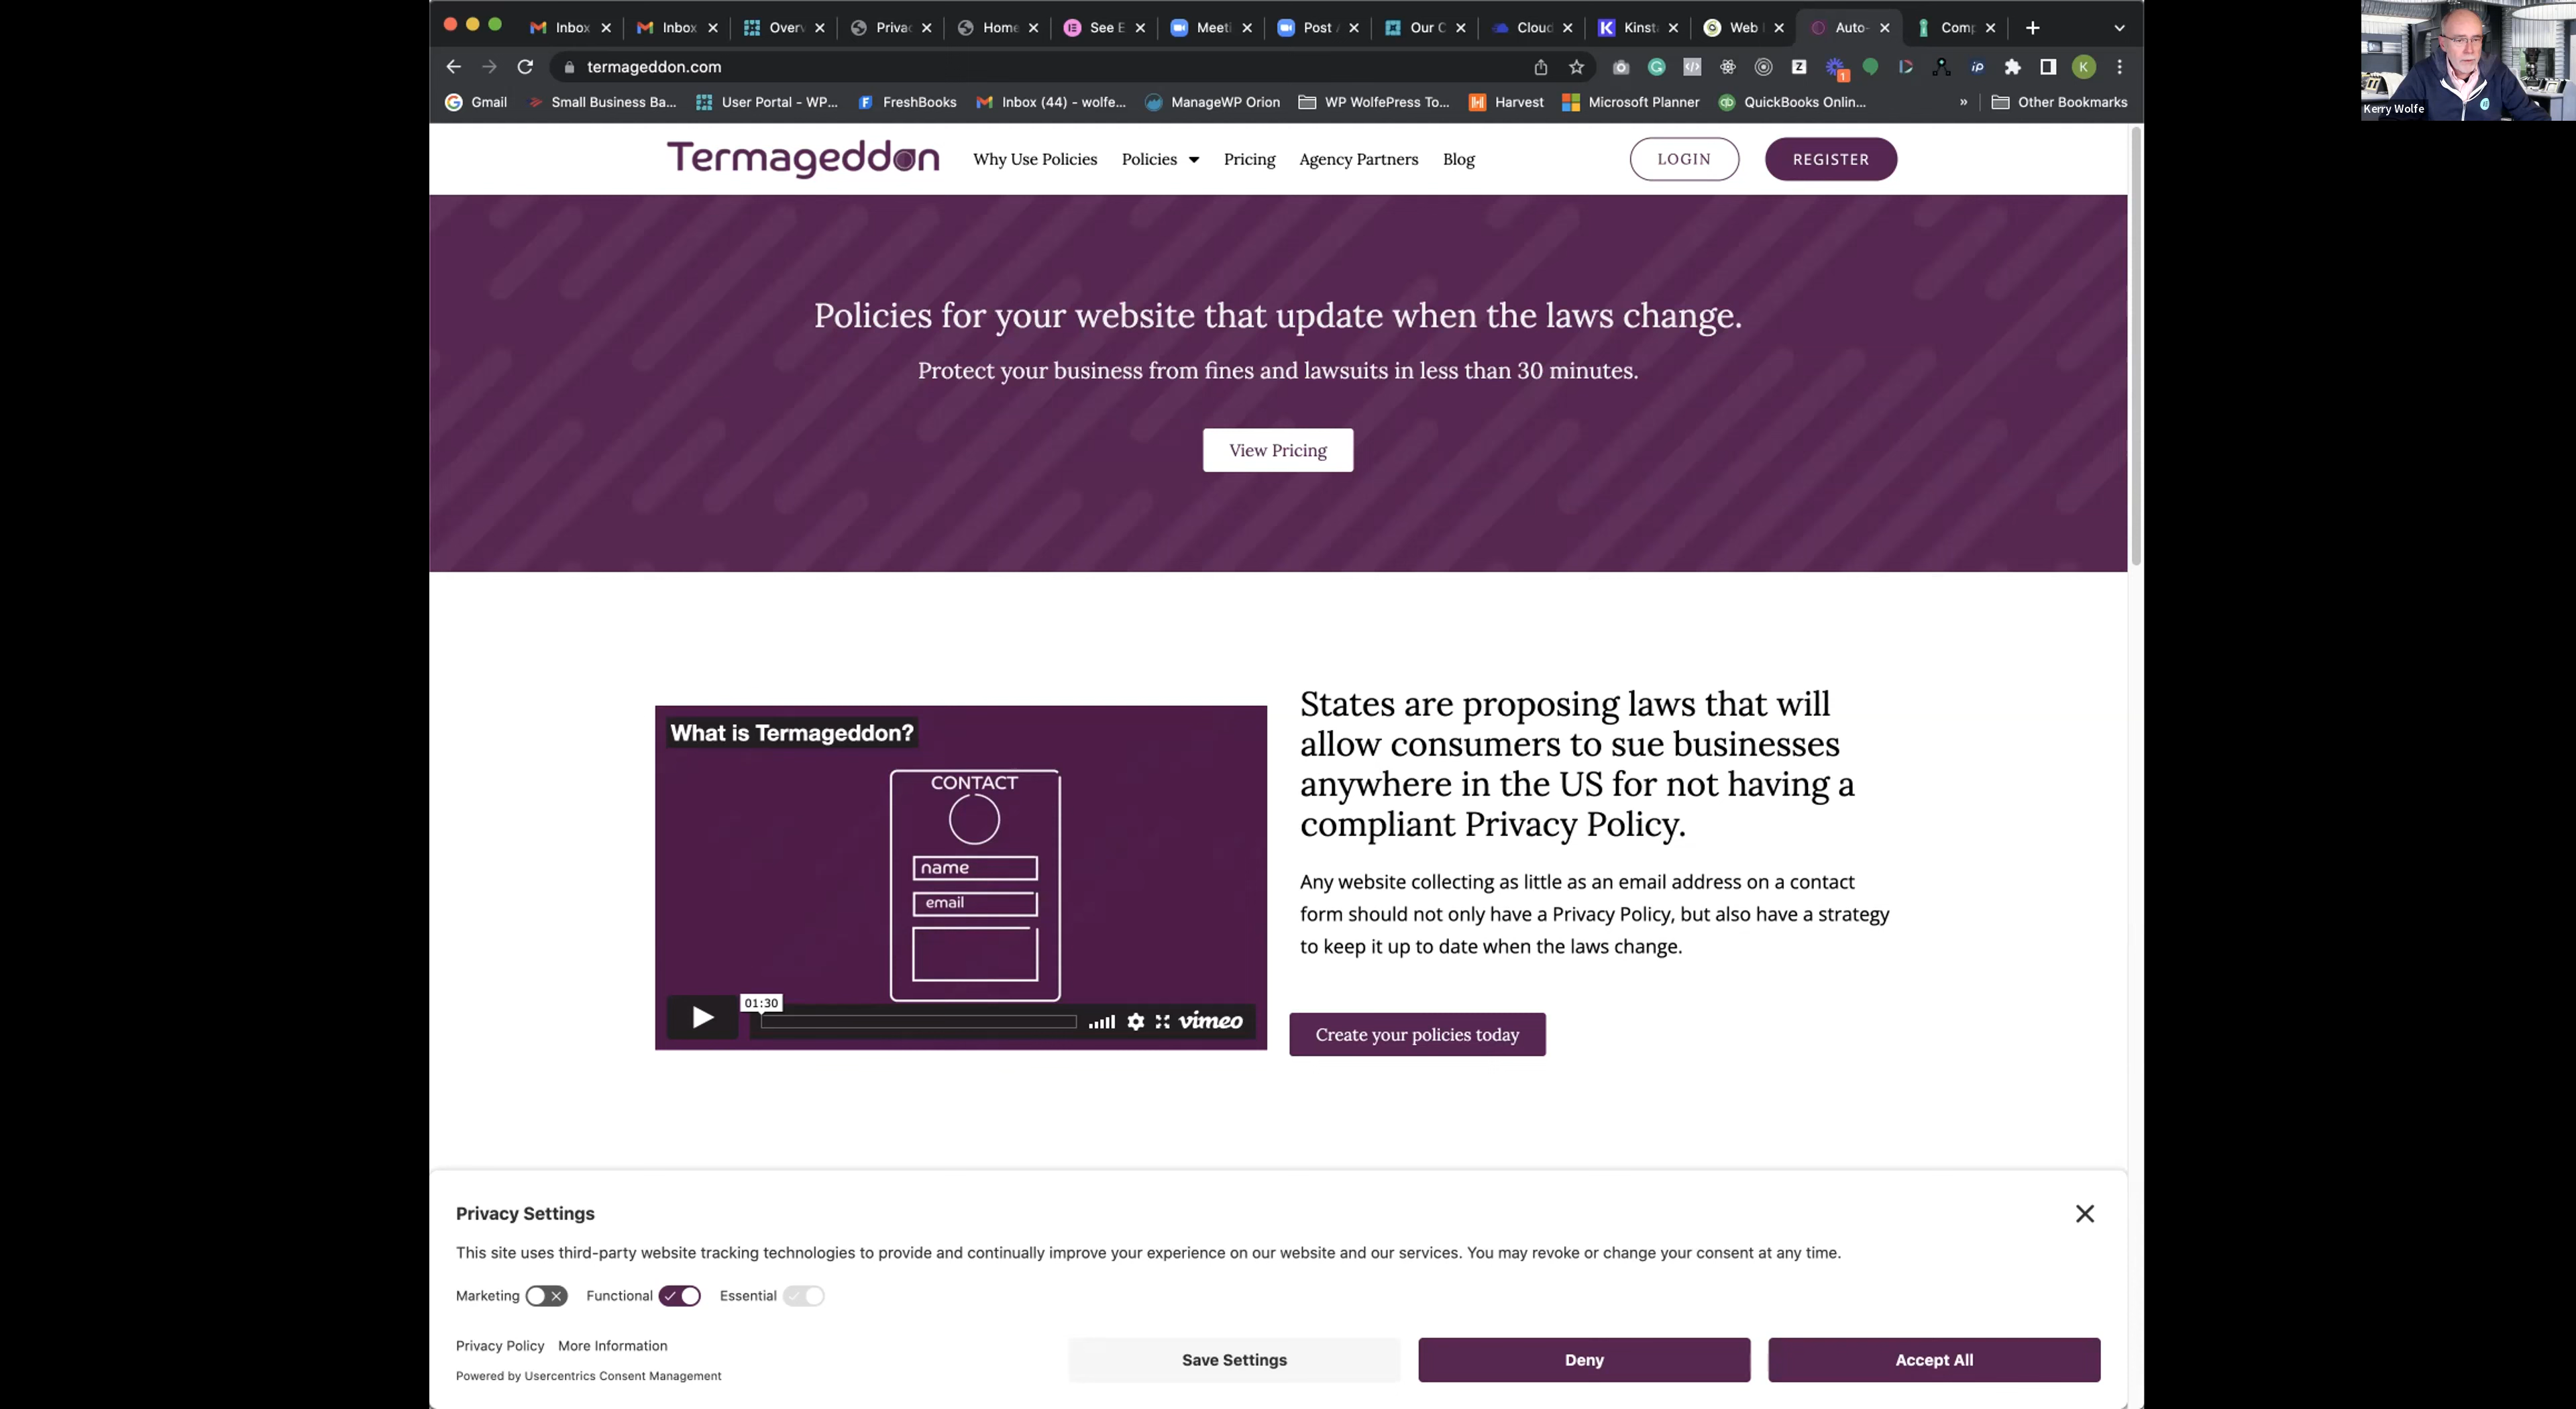 Inbox
Inbox
Overv
Privac
Home
See E
Meeti
Post
Our C
Cloud
Kinst
Web
Auto-
Comp
termageddon.com
1
K
Gmail
Small Business Ba...
User Portal - WP...
FreshBooks
Inbox (44) - wolfe...
ManageWP Orion
WP WolfePress To...
Harvest
Microsoft Planner
QuickBooks Onlin...
»
Other Bookmarks
Kerry Wolfe
Termageddon
Why Use Policies
Policies
Pricing
Agency Partners
Blog
LOGIN
REGISTER
Policies for your website that update when the laws change.
Protect your business from fines and lawsuits in less than 30 minutes.
View Pricing
What is Termageddon?
CONTACT
name
email
01:30
vimeo
States are proposing laws that will
allow consumers to sue businesses
anywhere in the US for not having a
compliant Privacy Policy.
Any website collecting as little as an email address on a contact
form should not only have a Privacy Policy, but also have a strategy
to keep it up to date when the laws change.
Create your policies today
Privacy Settings
This site uses third-party website tracking technologies to provide and continually improve your experience on our website and our services. You may revoke or change your consent at any time.
Marketing
Functional
Essential
Privacy Policy
More Information
Save Settings
Deny
Accept All
Powered by Usercentrics Consent Management